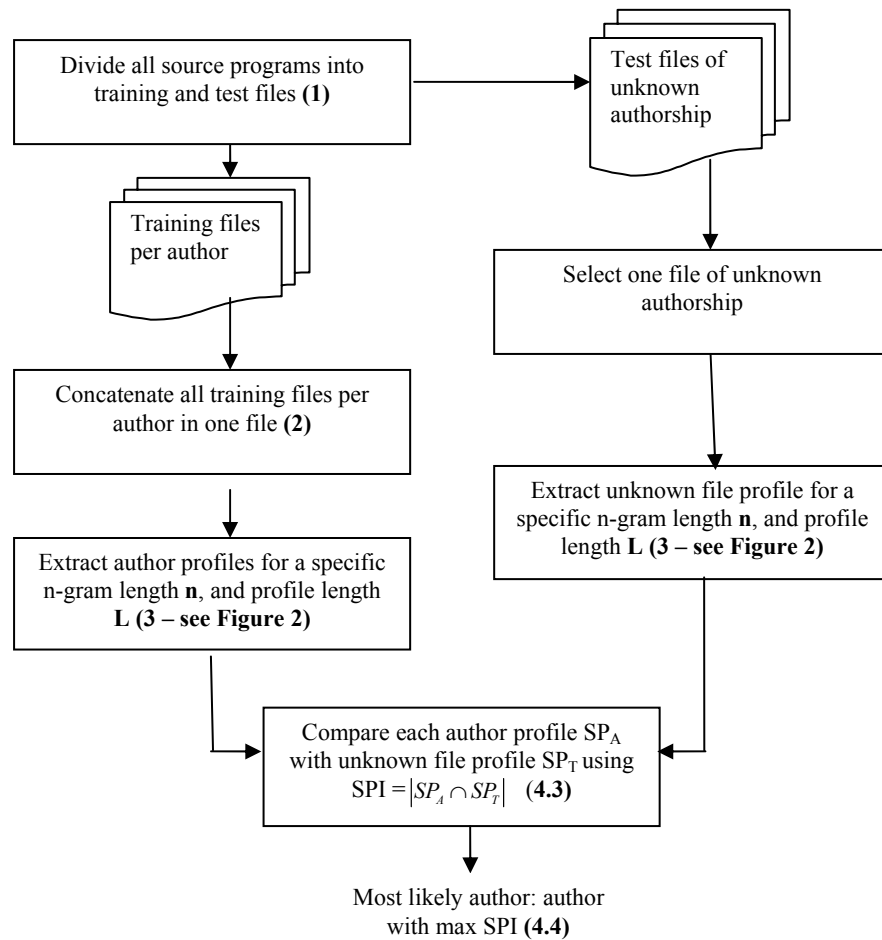 Divide all source programs into
training and test files (1)
Test files of
unknown
authorship
Training files
per author
Select one file of unknown
authorship
Concatenate all training files per
author in one file (2)
Extract unknown file profile for a
specific n-gram length n, and profile
length L (3 – see Figure 2)
Extract author profiles for a specific
n-gram length n, and profile length
L (3 – see Figure 2)
Compare each author profile SP_A
with unknown file profile SP_T using
SPI = |SP_A ∩ SP_T| (4.3)
Most likely author: author
with max SPI (4.4)